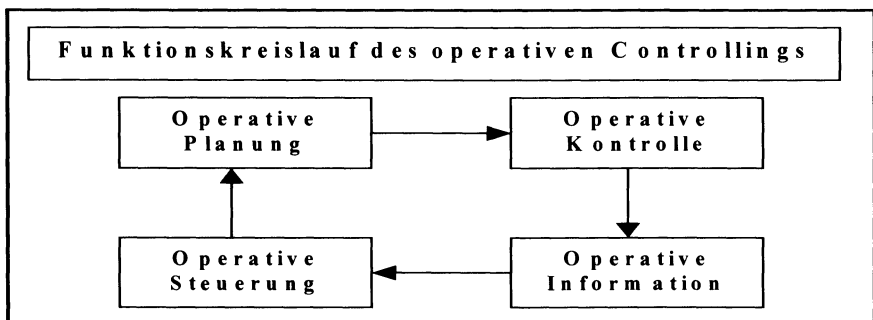 Funktionskreislauf des operativen Controllings
Operative
Planung
Operative
Kontrolle
Operative
Steuerung
Operative
Information